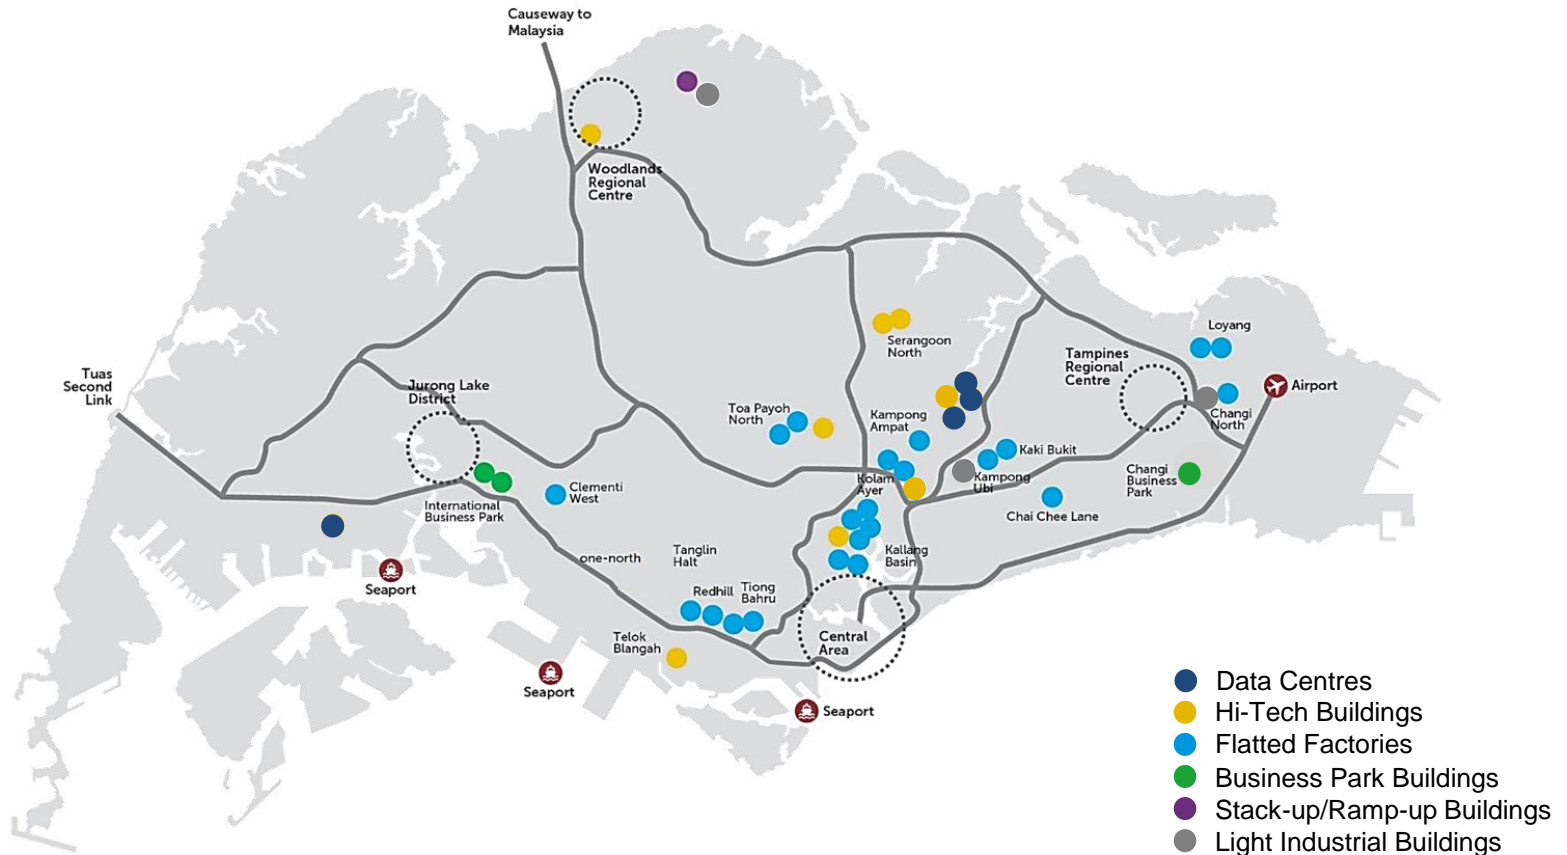 Causeway to
Malaysia
Woodlands
Regional
Centre
Tuas
Second
Link
Jurong Lake
District
International
Business Park
Clementi
West
Seaport
one-north
Tanglin
Halt
Redhill
Tiong
Bahru
Telok
Blangah
Seaport
Seaport
Central
Area
Toa Payoh
North
Serangoon
North
Kampong
Ampat
Kolam
Ayer
Kallang
Basin
Kampong
Ubi
Kaki Bukit
Chai Chee Lane
Tampines
Regional
Centre
Loyang
Changi
North
Airport
Changi
Business
Park
Data Centres
Hi-Tech Buildings
Flatted Factories
Business Park Buildings
Stack-up/Ramp-up Buildings
Light Industrial Buildings